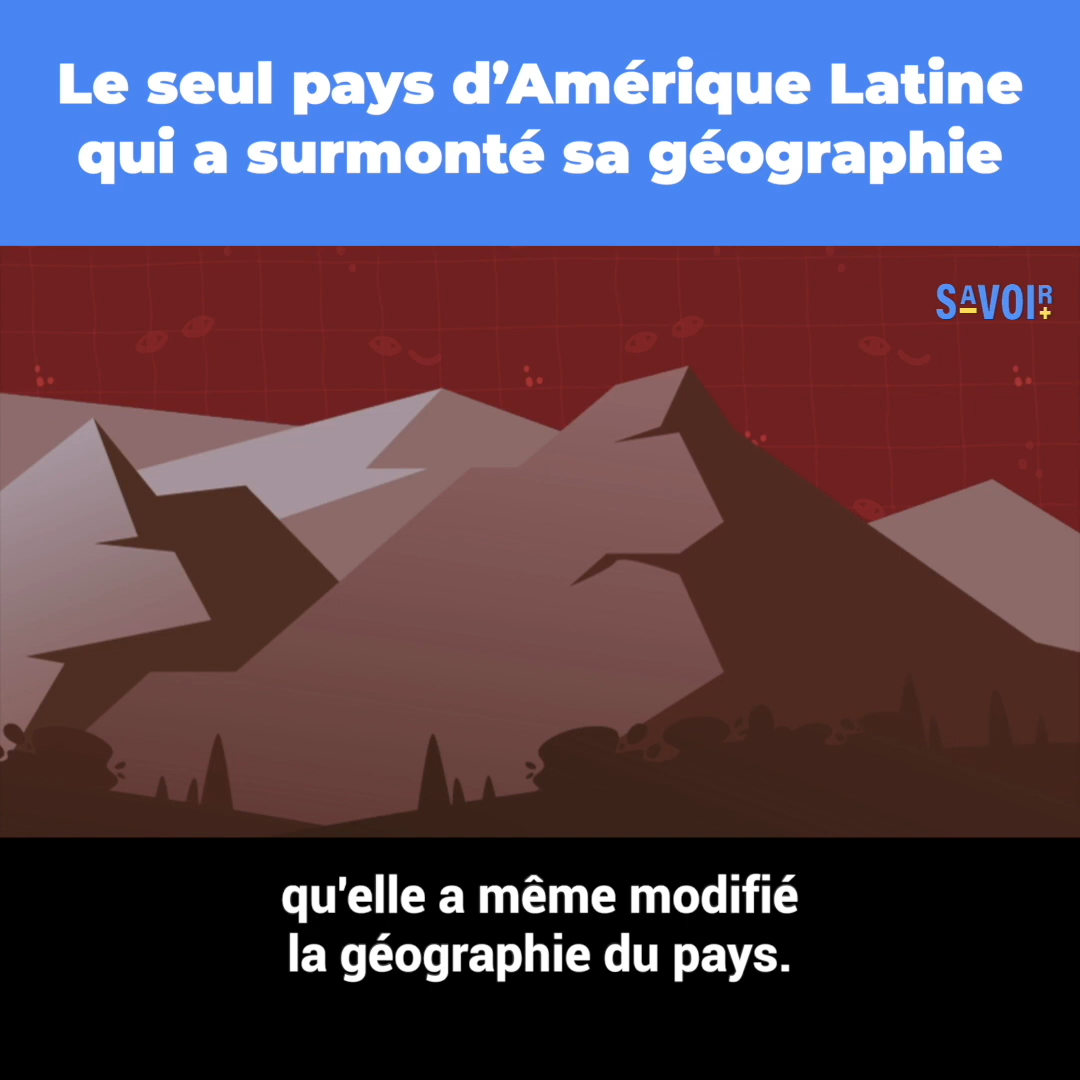 Le seul pays d’Amérique Latine
qui a surmonté sa géographie
SAVOIR+
qu'elle a même modifié
la géographie du pays.